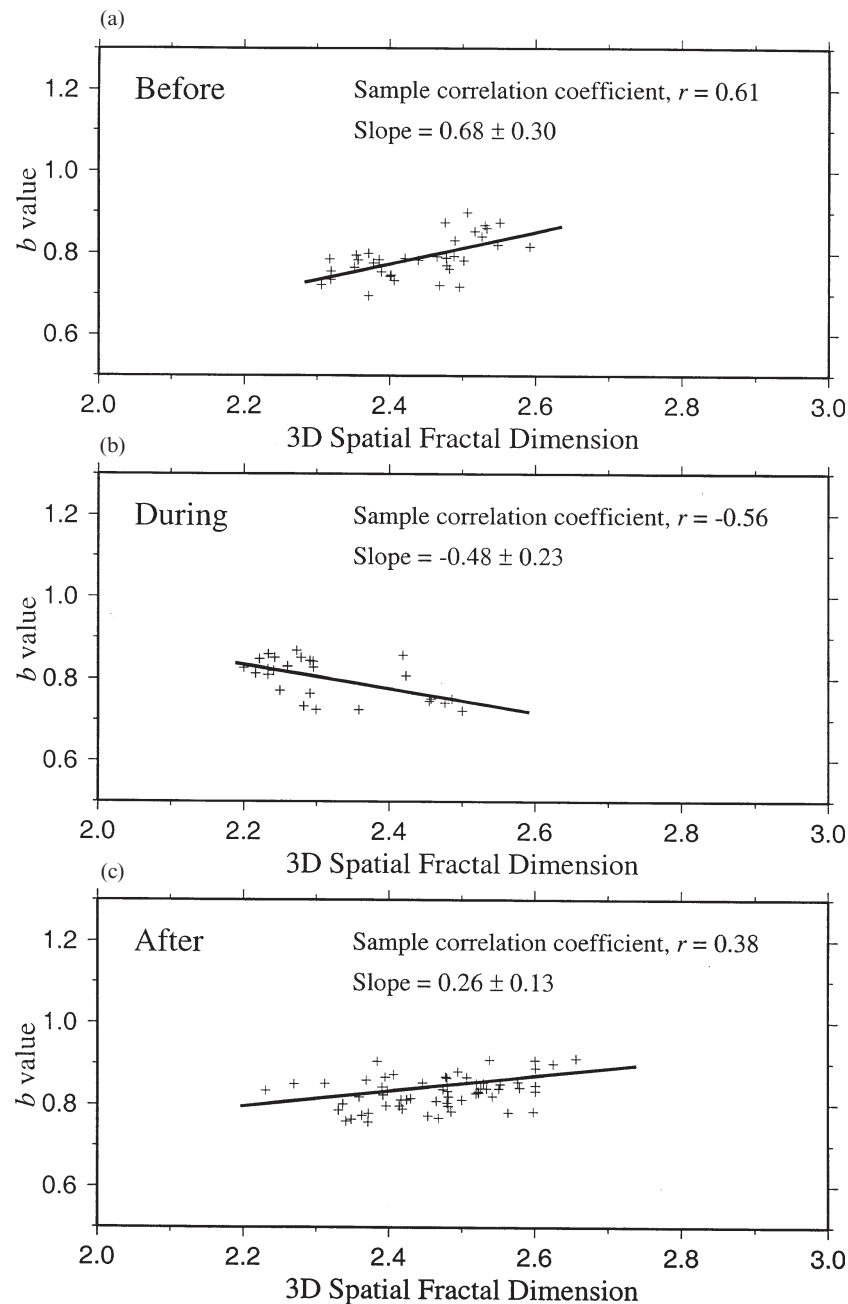 (a)
Before
Sample correlation coefficient, r = 0.61
Slope = 0.68 ± 0.30
1.2
1.0
0.8
0.6
b value
2.0 2.2 2.4 2.6 2.8 3.0
3D Spatial Fractal Dimension
(b)
During
Sample correlation coefficient, r = -0.56
Slope = -0.48 ± 0.23
1.2
1.0
0.8
0.6
b value
2.0 2.2 2.4 2.6 2.8 3.0
3D Spatial Fractal Dimension
(c)
After
Sample correlation coefficient, r = 0.38
Slope = 0.26 ± 0.13
1.2
1.0
0.8
0.6
b value
2.0 2.2 2.4 2.6 2.8 3.0
3D Spatial Fractal Dimension